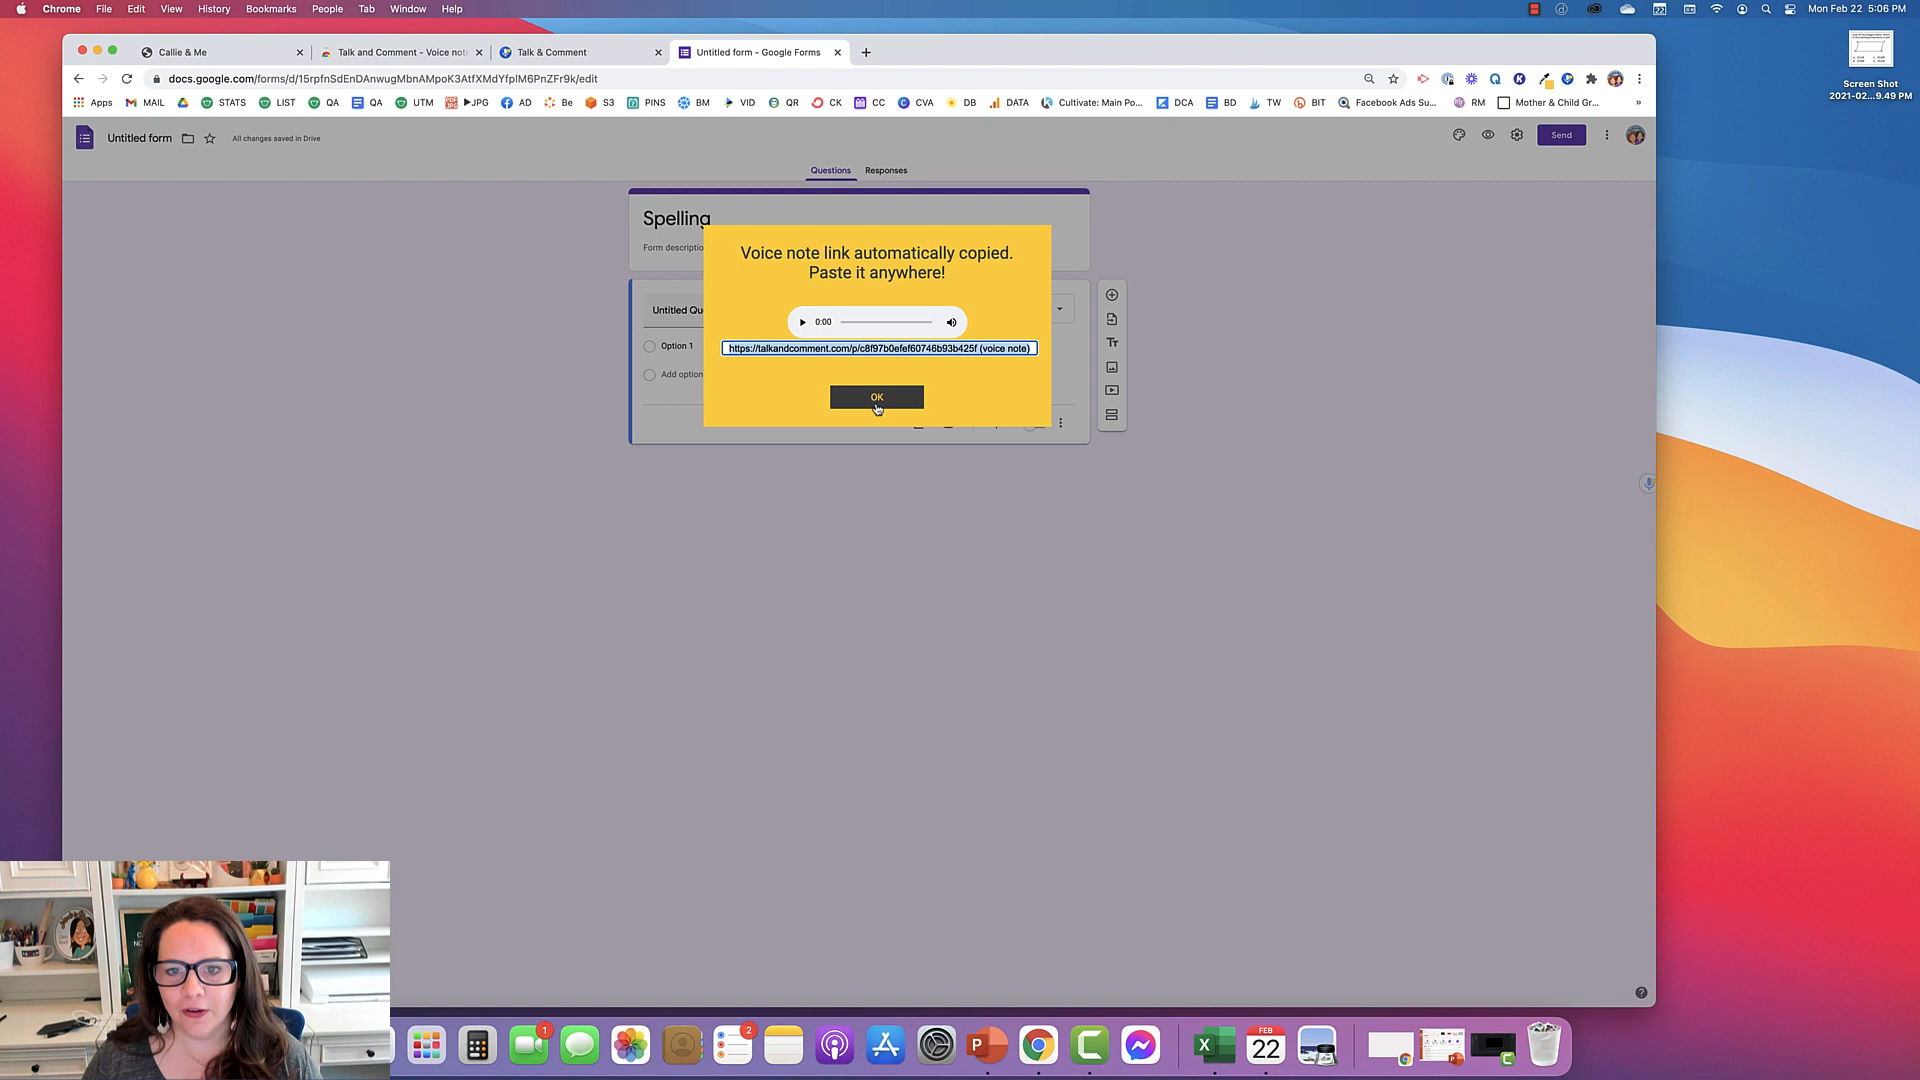 Chrome File Edit View History Bookmarks People Tab Window Help
22 Mon Feb 22 5:06 PM
Callie & Me
Talk and Comment - Voice note
Talk & Comment
Untitled form - Google Forms
docs.google.com/forms/d/15rpfnSdEnDAnwugMbnAMpoK3AtfXMdYfplM6PnZFr9k/edit
Apps MAIL STATS LIST QA QA UTM JPG AD Be S3 PINS BM VID QR CK CC CVA DB DATA Cultivate: Main Po... DCA BD TW BIT Facebook Ads Su... RM Mother & Child Gr... »
Screen Shot
2021-02...9.49 PM
Untitled form
All changes saved in Drive
Send
Questions Responses
Spelling
Form descriptio
Voice note link automatically copied.
Paste it anywhere!
Untitled Qu
0:00
Option 1
https://talkandcomment.com/p/c8f97b0efef60746b93b425f (voice note)
Add option
OK
Tt
1
2
P
X
FEB
22